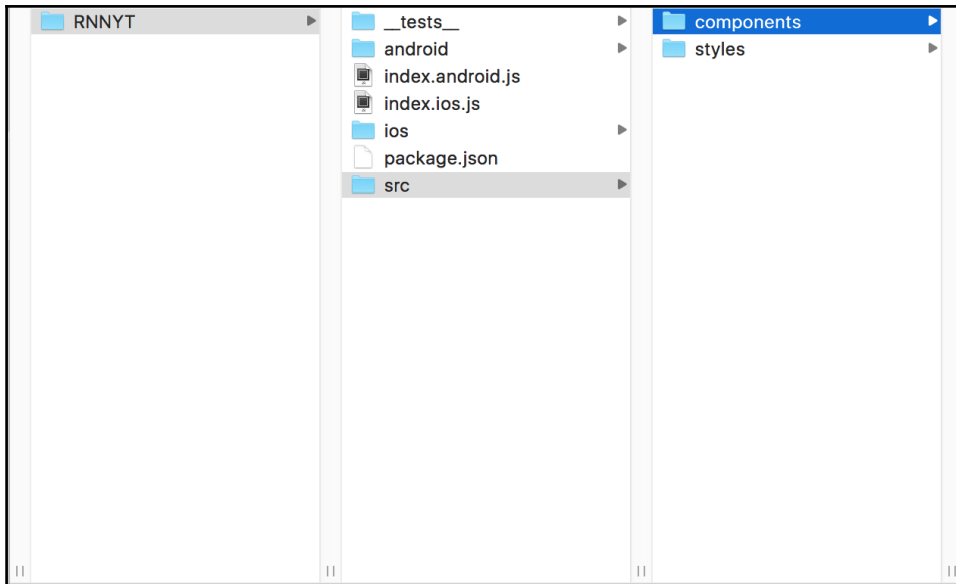 RNNYT
__tests__
android
index.android.js
index.ios.js
ios
package.json
src
components
styles